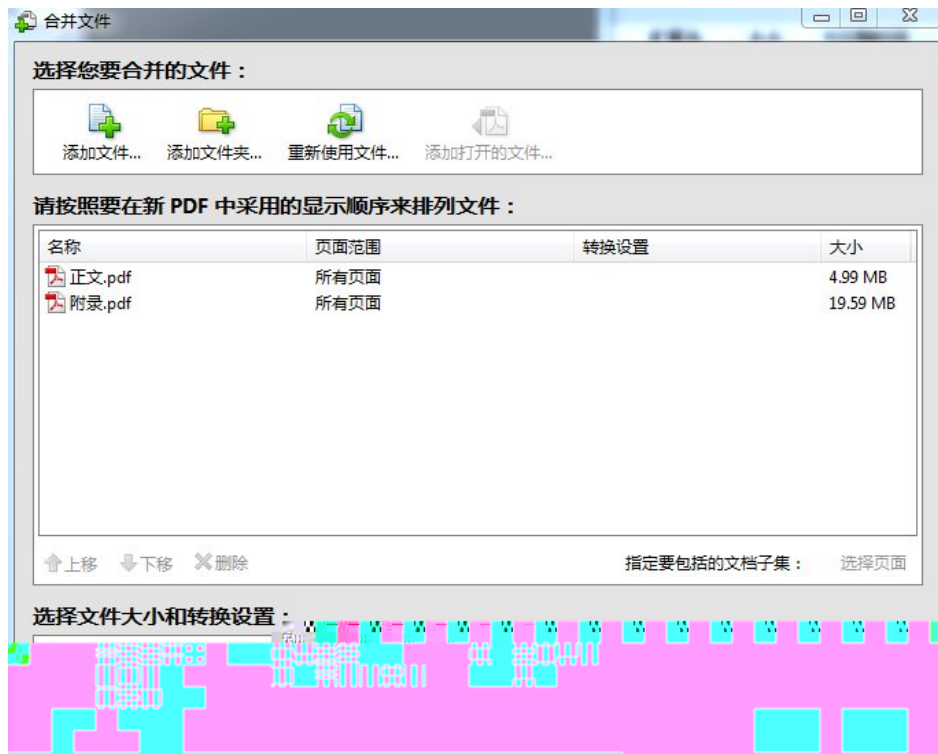 合并文件
选择您要合并的文件：
添加文件... 添加文件夹... 重新使用文件... 添加打开的文件...
请按照要在新 PDF 中采用的显示顺序来排列文件：
名称 页面范围 转换设置 大小
正文.pdf 所有页面 4.99 MB
附录.pdf 所有页面 19.59 MB
上移 下移 删除 指定要包括的文档子集： 选择页面
选择文件大小和转换设置：